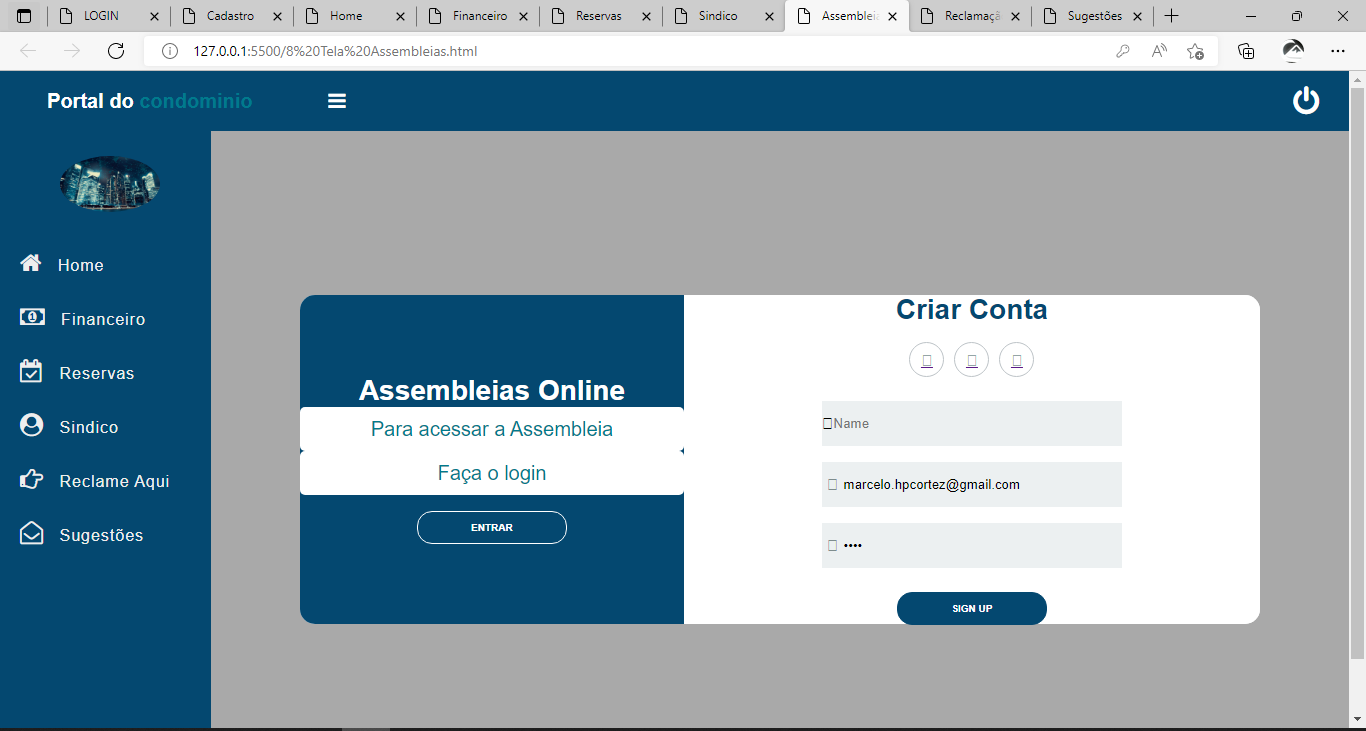 LOGIN
Cadastro
Home
Financeiro
Reservas
Sindico
Assembleia
Reclamaçã
Sugestões
127.0.0.1:5500/8%20Tela%20Assembleias.html
Portal do condominio
Home
Financeiro
Reservas
Sindico
Reclame Aqui
Sugestões
Assembleias Online
Para acessar a Assembleia
Faça o login
ENTRAR
Criar Conta
Name
marcelo.hpcortez@gmail.com
••••
SIGN UP